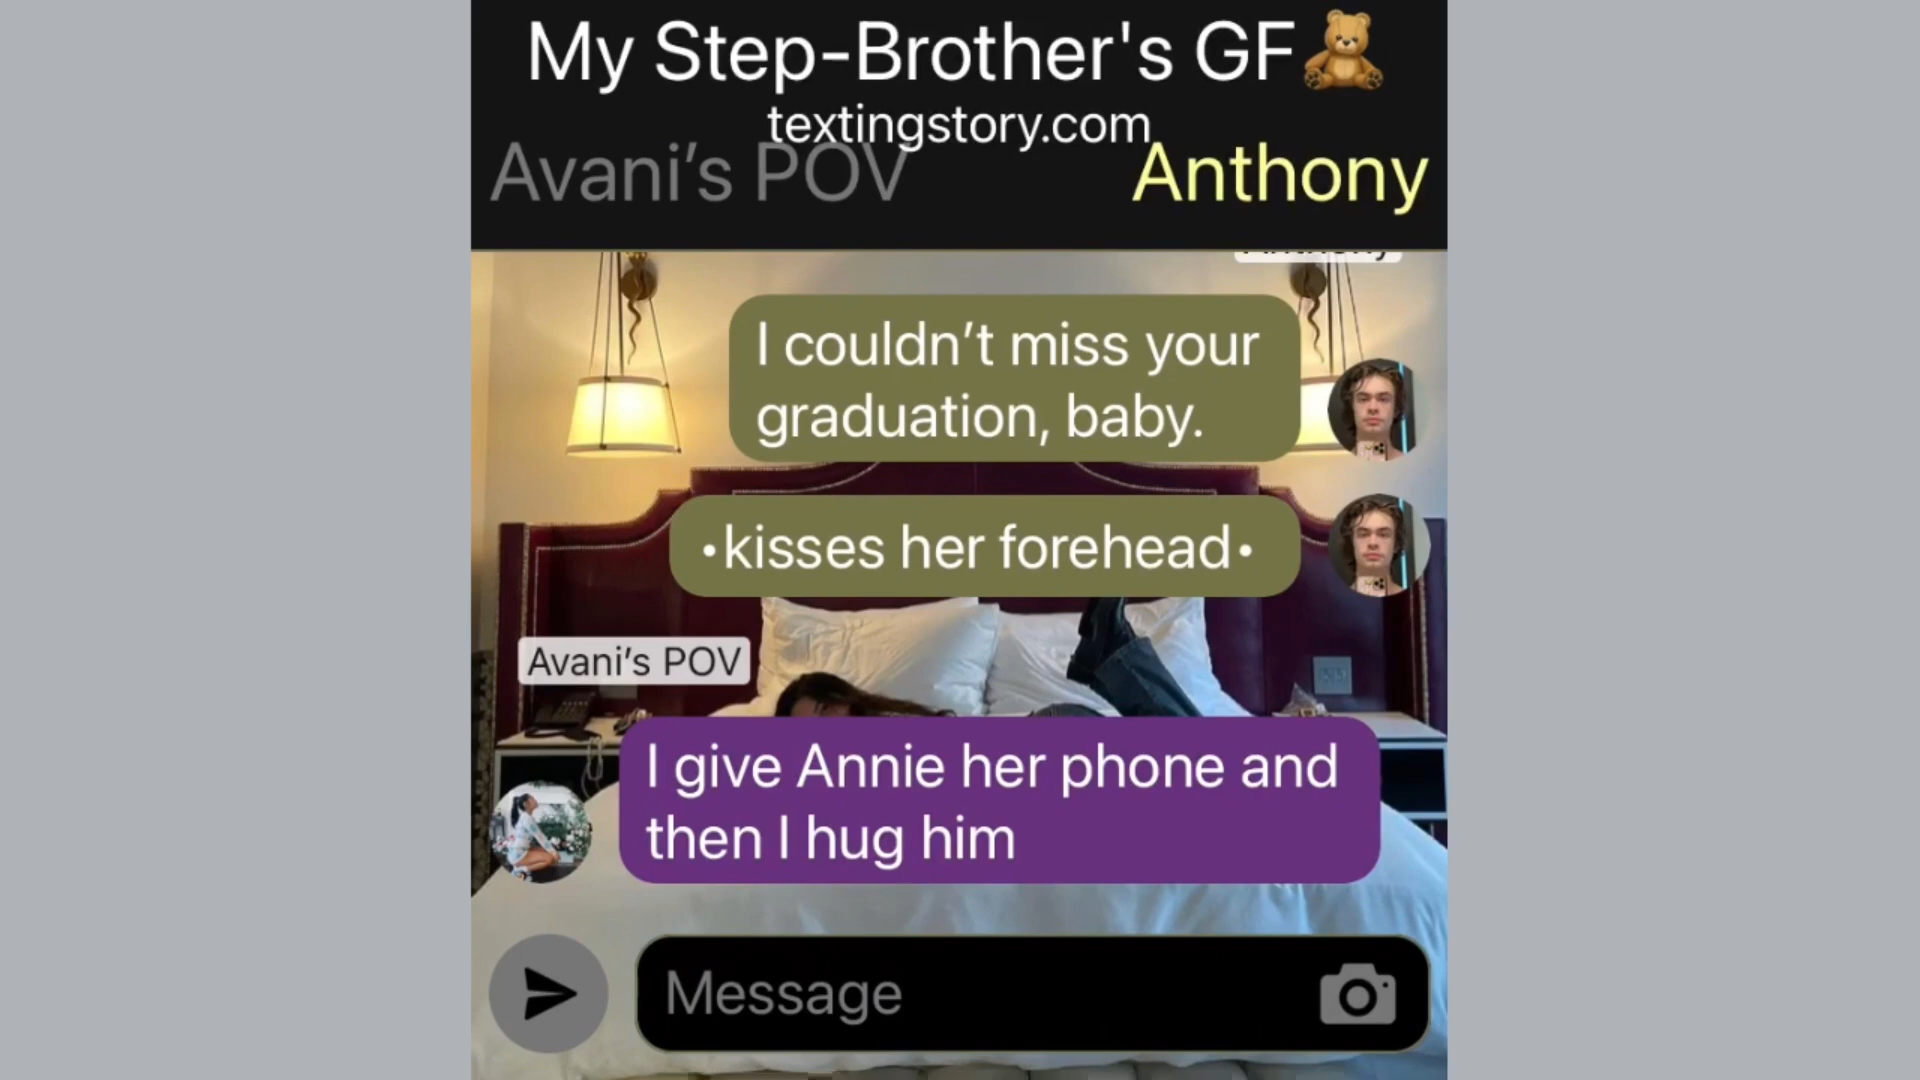 My Step-Brother's GF🧸
textingstory.com
Avani’s POV
Anthony
I couldn’t miss your
graduation, baby.
•kisses her forehead•
Avani’s POV
I give Annie her phone and
then I hug him
Message